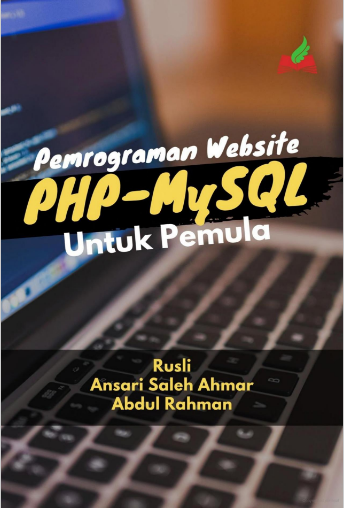 Pemrograman Website
PHP-MySQL
Untuk Pemula
Rusli
Ansari Saleh Ahmar
Abdul Rahman